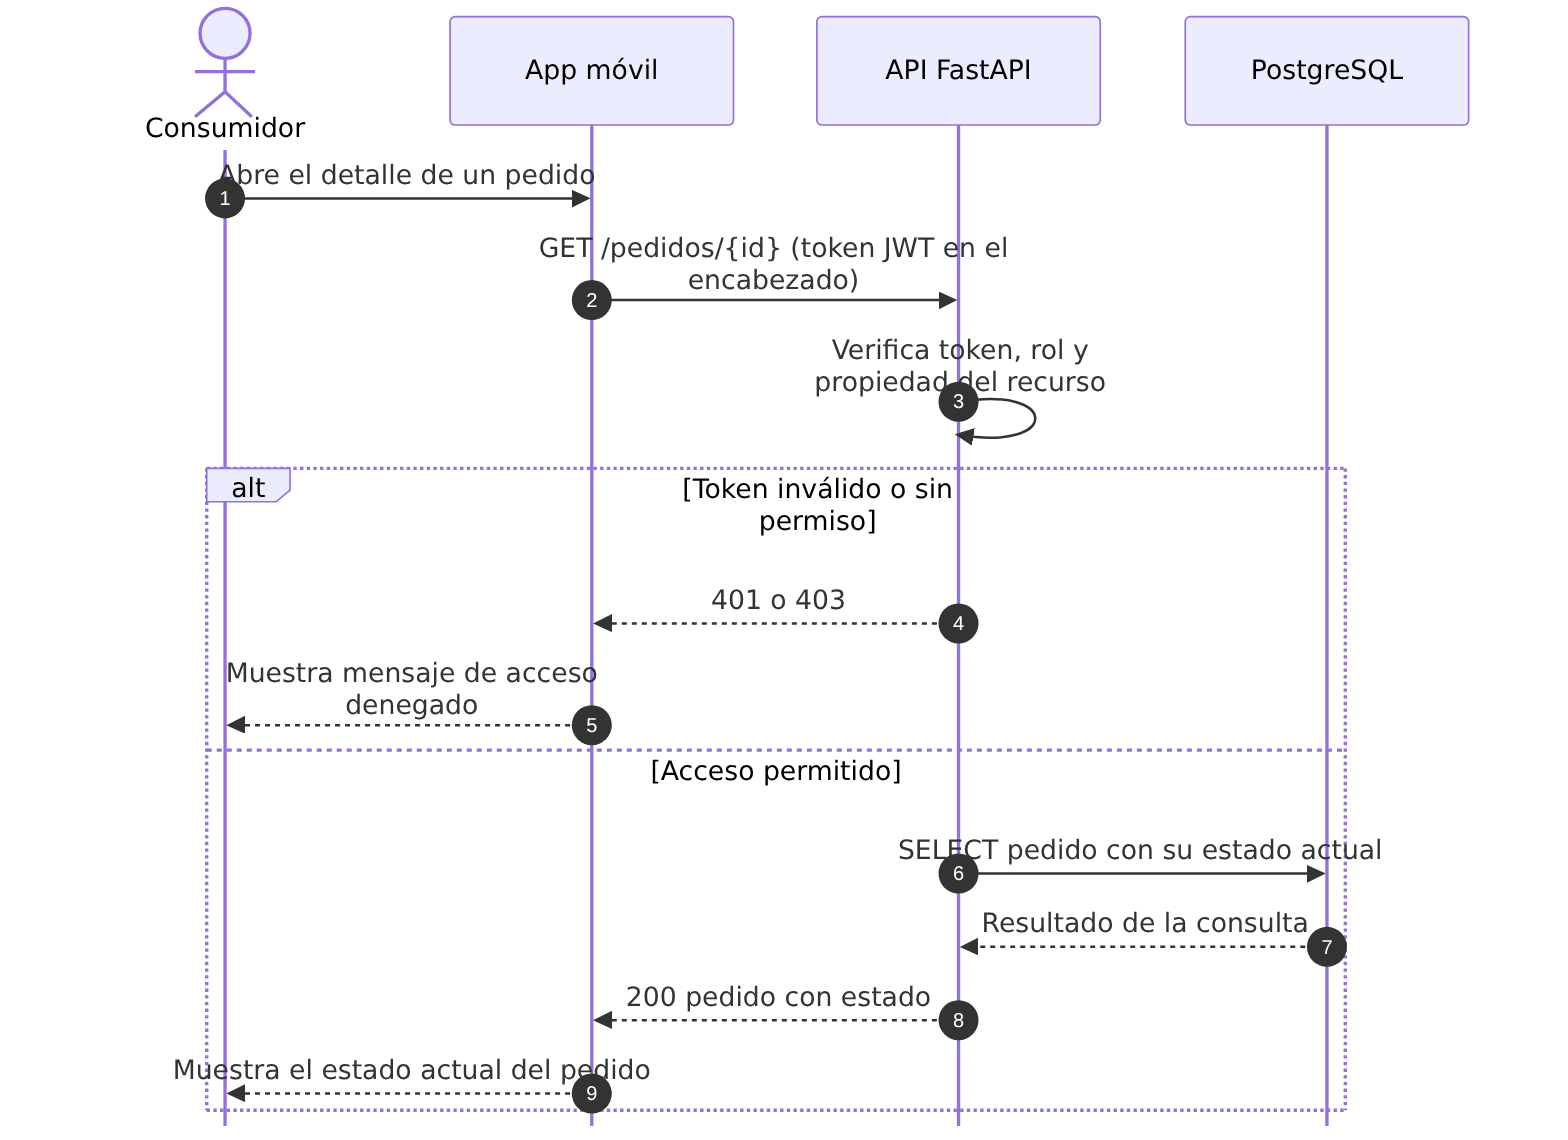 Consumidor
App móvil
API FastAPI
PostgreSQL
Abre el detalle de un pedido
1
GET /pedidos/{id} (token JWT en el
encabezado)
2
Verifica token, rol y
propiedad del recurso
3
alt
[Token inválido o sin
permiso]
401 o 403
4
Muestra mensaje de acceso
denegado
5
[Acceso permitido]
SELECT pedido con su estado actual
6
Resultado de la consulta
7
200 pedido con estado
8
Muestra el estado actual del pedido
9